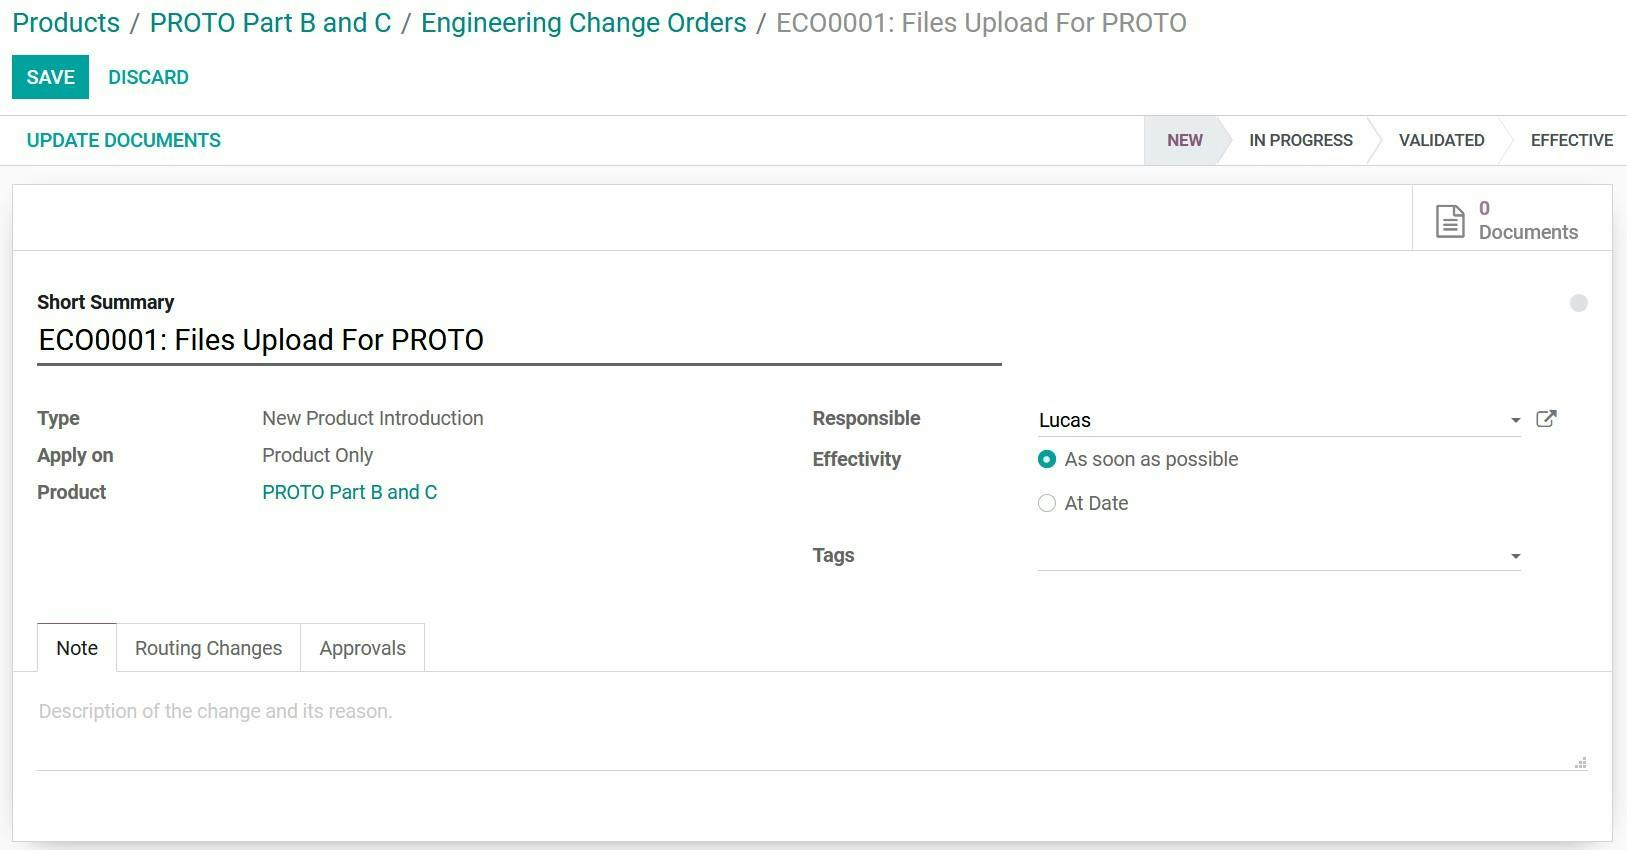 Products / PROTO Part B and C / Engineering Change Orders / ECO0001: Files Upload For PROTO
SAVE DISCARD
UPDATE DOCUMENTS NEW IN PROGRESS VALIDATED EFFECTIVE
0
Documents
Short Summary
ECO0001: Files Upload For PROTO
Type New Product Introduction Responsible Lucas
Apply on Product Only Effectivity As soon as possible
Product PROTO Part B and C At Date
Tags
Note Routing Changes Approvals
Description of the change and its reason.